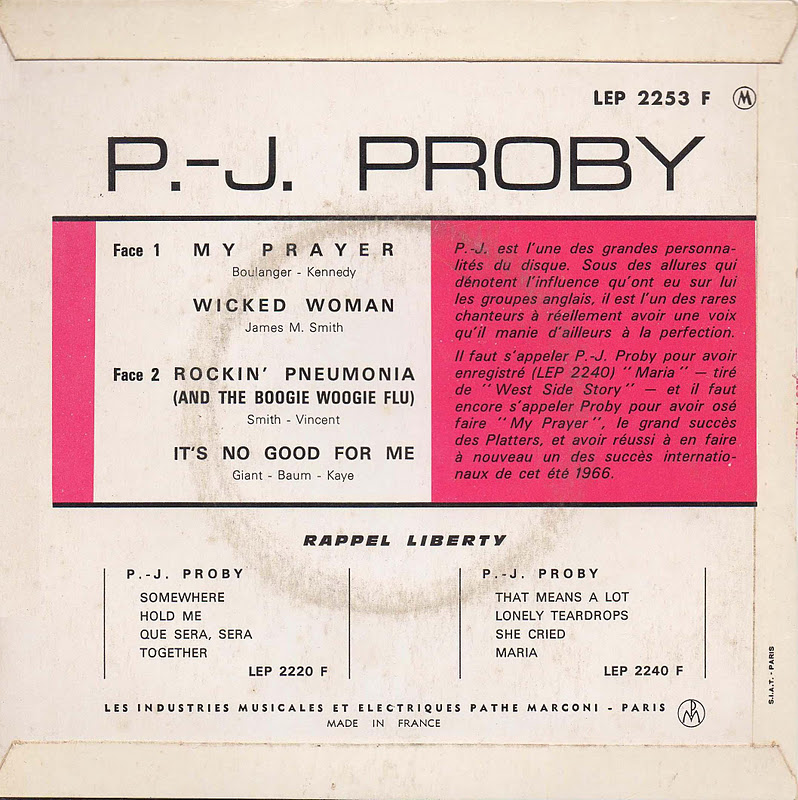 LEP 2253 F M
P.-J. PROBY
Face 1 MY PRAYER
Boulanger - Kennedy
WICKED WOMAN
James M. Smith
Face 2 ROCKIN' PNEUMONIA
(AND THE BOOGIE WOOGIE FLU)
Smith - Vincent
IT'S NO GOOD FOR ME
Giant - Baum - Kaye
P.-J. est l'une des grandes personna-
lités du disque. Sous des allures qui
dénotent l'influence qu'ont eu sur lui
les groupes anglais, il est l'un des rares
chanteurs à réellement avoir une voix
qu'il manie d'ailleurs à la perfection.
Il faut s'appeler P.-J. Proby pour avoir
enregistré (LEP 2240) "Maria" — tiré
de "West Side Story" — et il faut
encore s'appeler Proby pour avoir osé
faire "My Prayer", le grand succès
des Platters, et avoir réussi à en faire
à nouveau un des succès internatio-
naux de cet été 1966.
RAPPEL LIBERTY
P.-J. PROBY
SOMEWHERE
HOLD ME
QUE SERA, SERA
TOGETHER
LEP 2220 F
P.-J. PROBY
THAT MEANS A LOT
LONELY TEARDROPS
SHE CRIED
MARIA
LEP 2240 F
LES INDUSTRIES MUSICALES ET ELECTRIQUES PATHE MARCONI - PARIS
MADE IN FRANCE
S.I.A.T. - PARIS